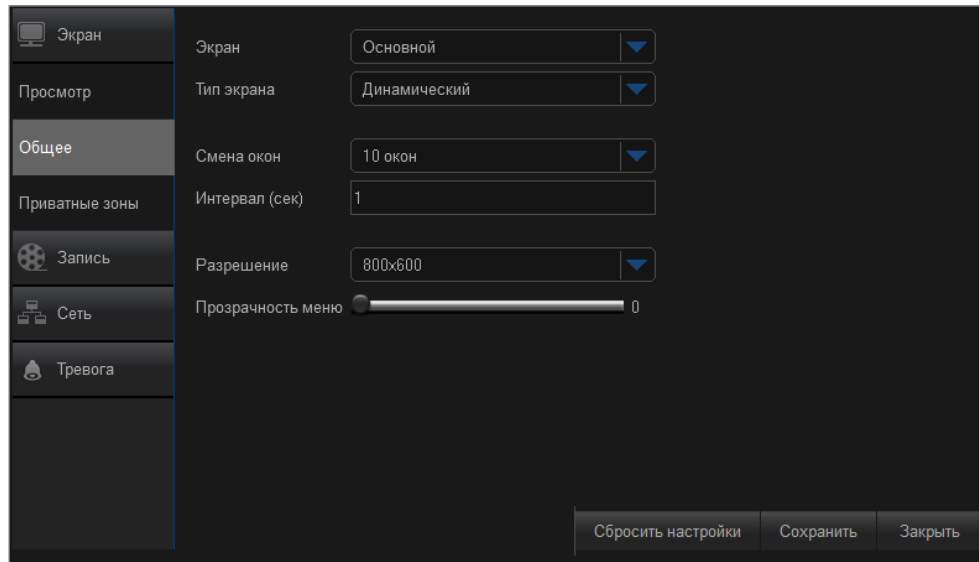 Экран
Просмотр
Общее
Приватные зоны
Запись
Сеть
Тревога
Экран Основной
Тип экрана Динамический
Смена окон 10 окон
Интервал (сек) 1
Разрешение 800x600
Прозрачность меню 0
Сбросить настройки Сохранить Закрыть